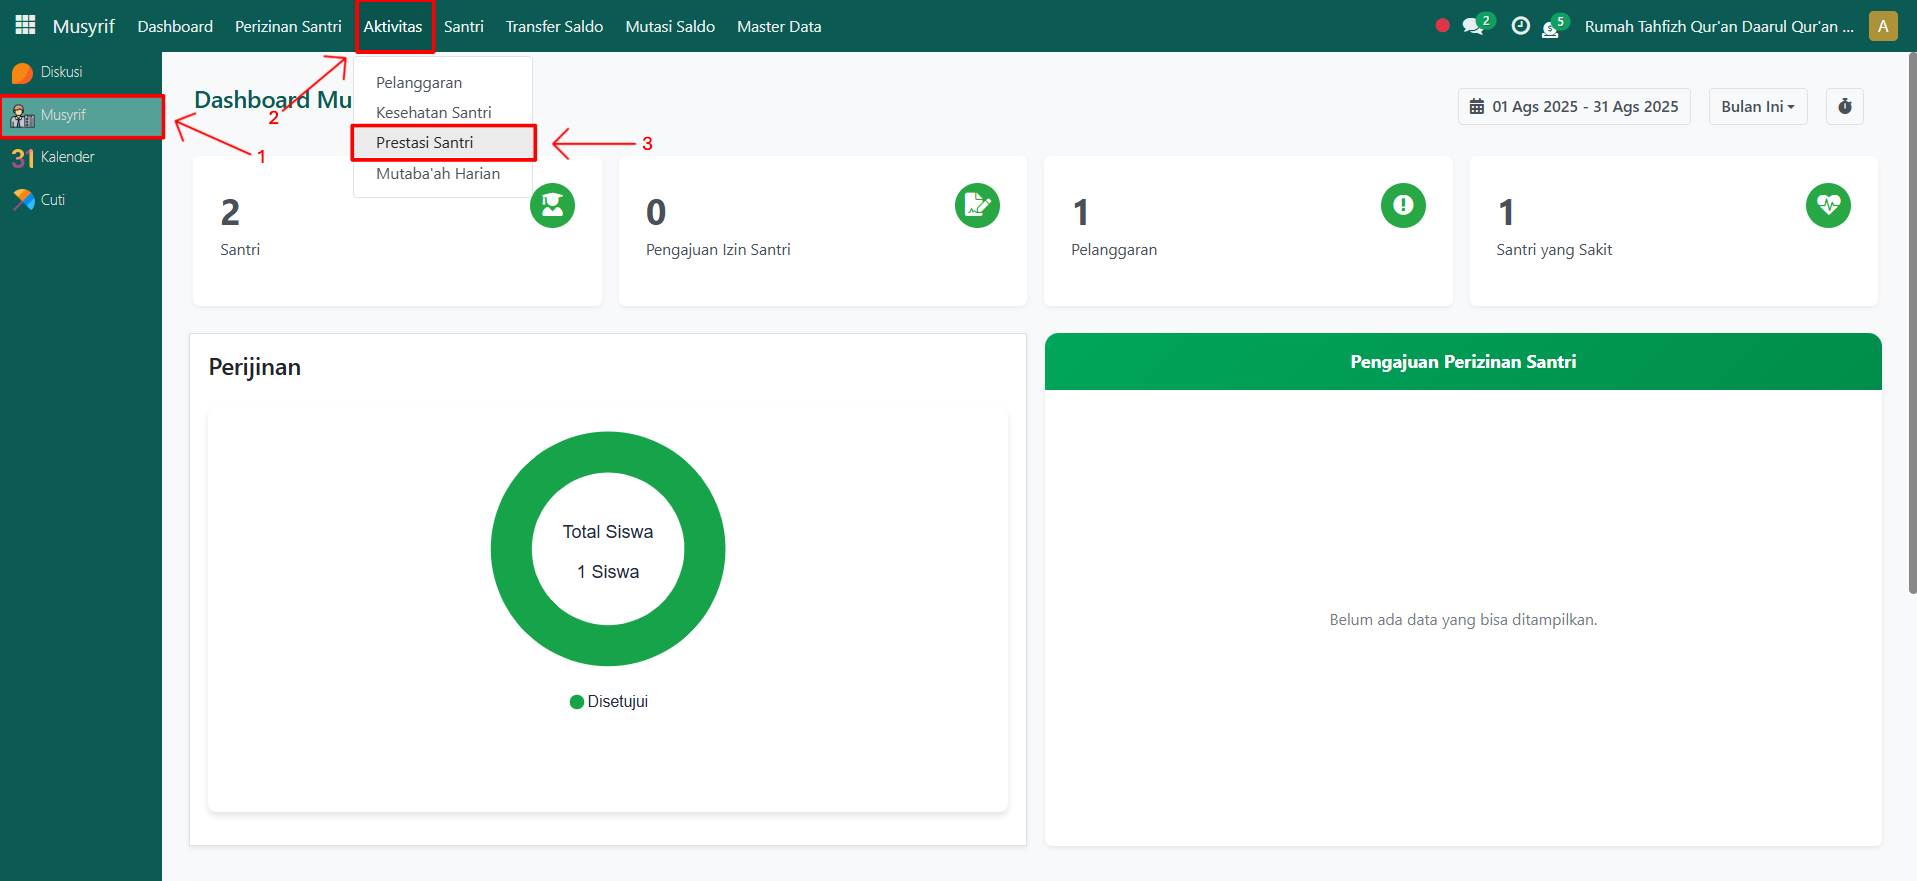 Musyrif Dashboard Perizinan Santri Aktivitas Santri Transfer Saldo Mutasi Saldo Master Data 2 5 Rumah Tahfizh Qur'an Daarul Qur'an ... A
Diskusi
Musyrif
31 Kalender
Cuti
1
2
3
Pelanggaran
Kesehatan Santri
Prestasi Santri
Mutaba'ah Harian
Dashboard Mu
01 Ags 2025 - 31 Ags 2025 Bulan Ini
2
Santri
0
Pengajuan Izin Santri
1
Pelanggaran
1
Santri yang Sakit
Perijinan
Total Siswa
1 Siswa
Disetujui
Pengajuan Perizinan Santri
Belum ada data yang bisa ditampilkan.